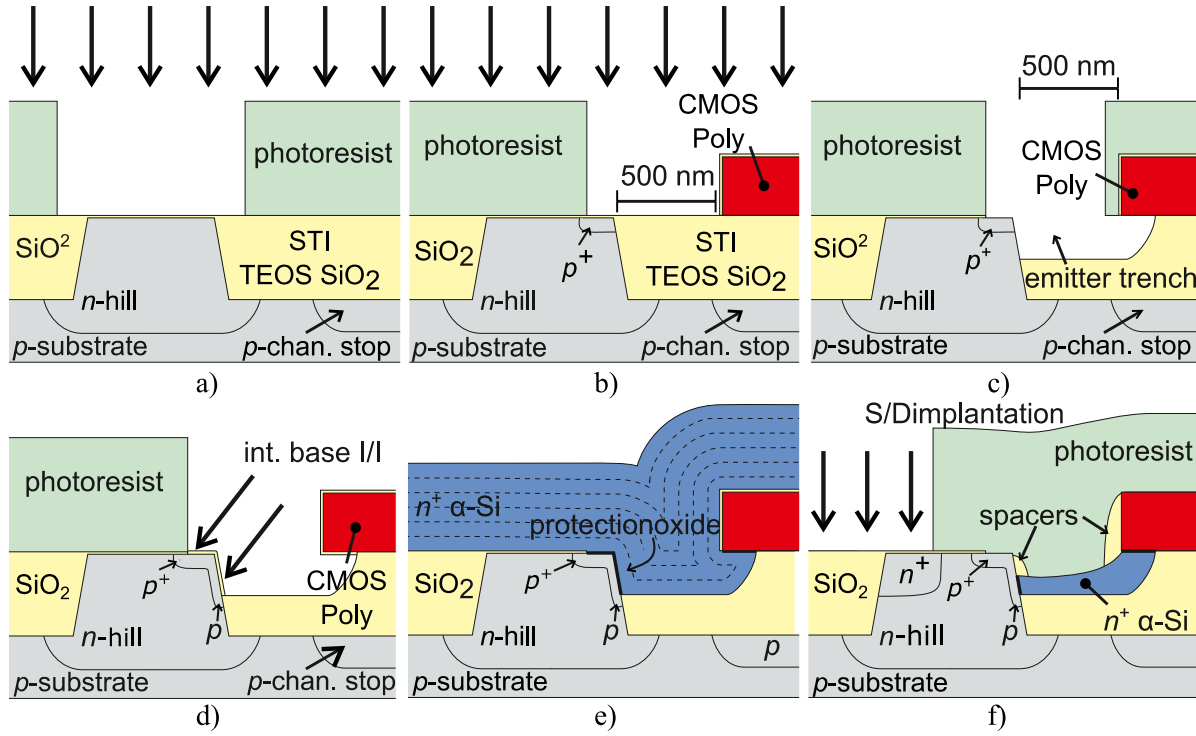 photoresist
SiO²
STI
TEOS SiO₂
n-hill
p-substrate
p-chan. stop
a)
CMOS
Poly
photoresist
500 nm
SiO₂
p⁺
STI
TEOS SiO₂
n-hill
p-substrate
p-chan. stop
b)
500 nm
photoresist
CMOS
Poly
SiO₂
p⁺
emitter trench
n-hill
p-substrate
p-chan. stop
c)
int. base I/I
photoresist
SiO₂
p⁺
CMOS
Poly
n-hill
p
p-substrate
p-chan. stop
d)
n⁺ α-Si
protectionoxide
SiO₂
p⁺
n-hill
p
p-substrate
e)
S/Dimplantation
photoresist
spacers
SiO₂
n⁺
p⁺
n-hill
p
n⁺ α-Si
p-substrate
f)